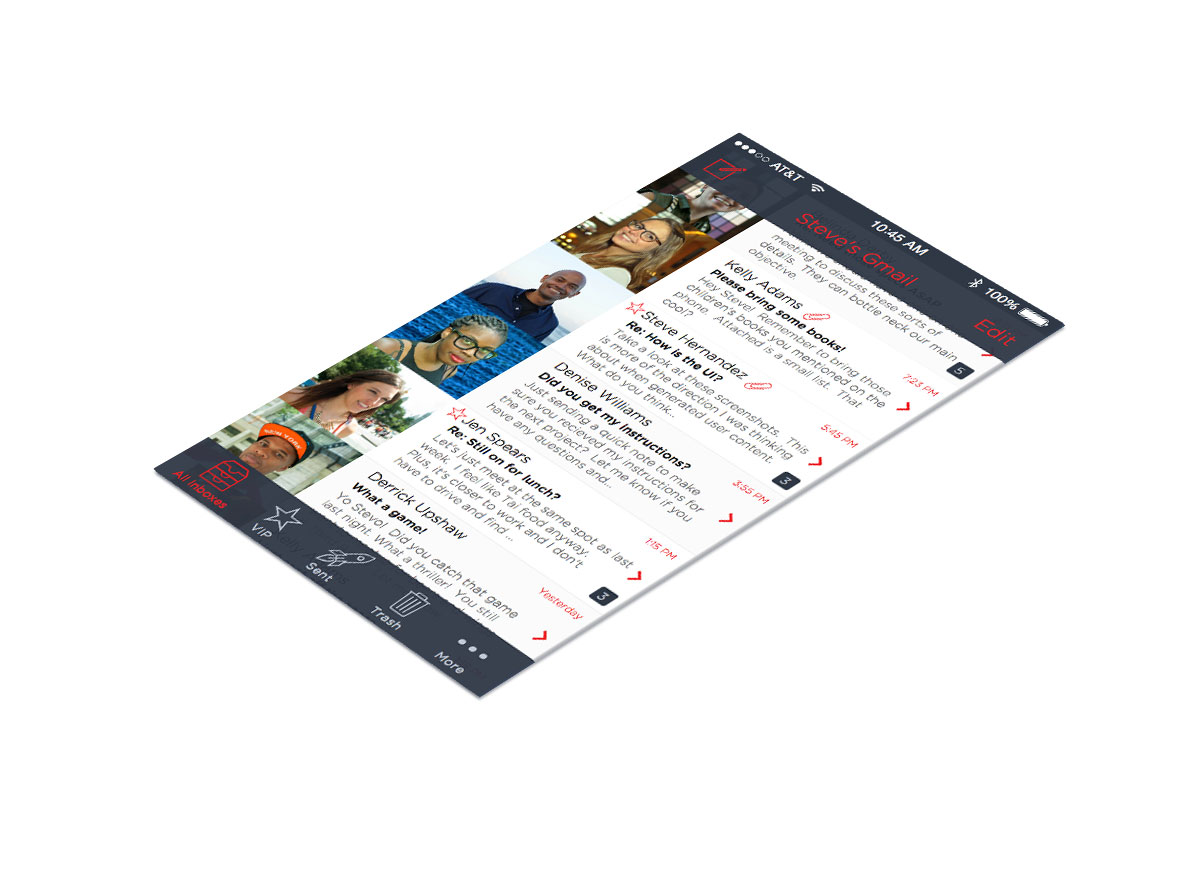 AT&T
10:45 AM
100%
Steve's Gmail
Edit
ASAP
meeting to discuss these sorts of
details. They can bottle neck our main
objective.
5
Kelly Adams
7:23 PM
Please bring some books!
Hey Steve! Remember to bring those
children's books you mentioned on the
phone. Attached is a small list. That
cool?
Steve Hernandez
5:45 PM
Re: How is the UI?
Take a look at these screenshots. This
is more of the direction I was thinking
about when generated user content.
What do you think...
3
Denise Williams
3:55 PM
Did you get my instructions?
Just sending a quick note to make
sure you recieved my instructions for
the next project? Let me know if you
have any questions and...
Jen Spears
1:15 PM
Re: Still on for lunch?
Let's just meet at the same spot as last
week. I feel like Tai food anyway.
Plus, it's closer to work and I don't
have to drive and find ...
3
Derrick Upshaw
Yesterday
What a game!
Yo Stevo! Did you catch that game
last night. What a thriller! You still
NEW YORK
All Inboxes
VIP
Sent
Trash
More